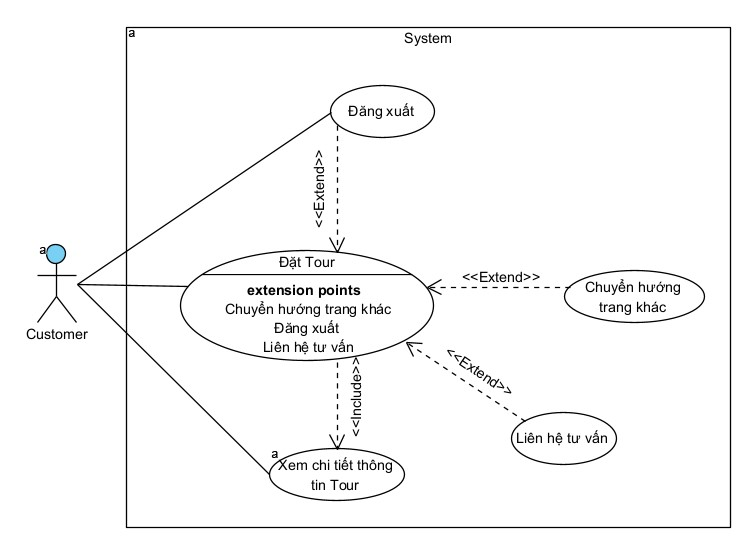 a
System
Đăng xuất
<<Extend>>
a
Customer
Đặt Tour
extension points
Chuyển hướng trang khác
Đăng xuất
Liên hệ tư vấn
<<Extend>>
Chuyển hướng
trang khác
<<Extend>>
<<Include>>
Liên hệ tư vấn
a
Xem chi tiết thông
tin Tour